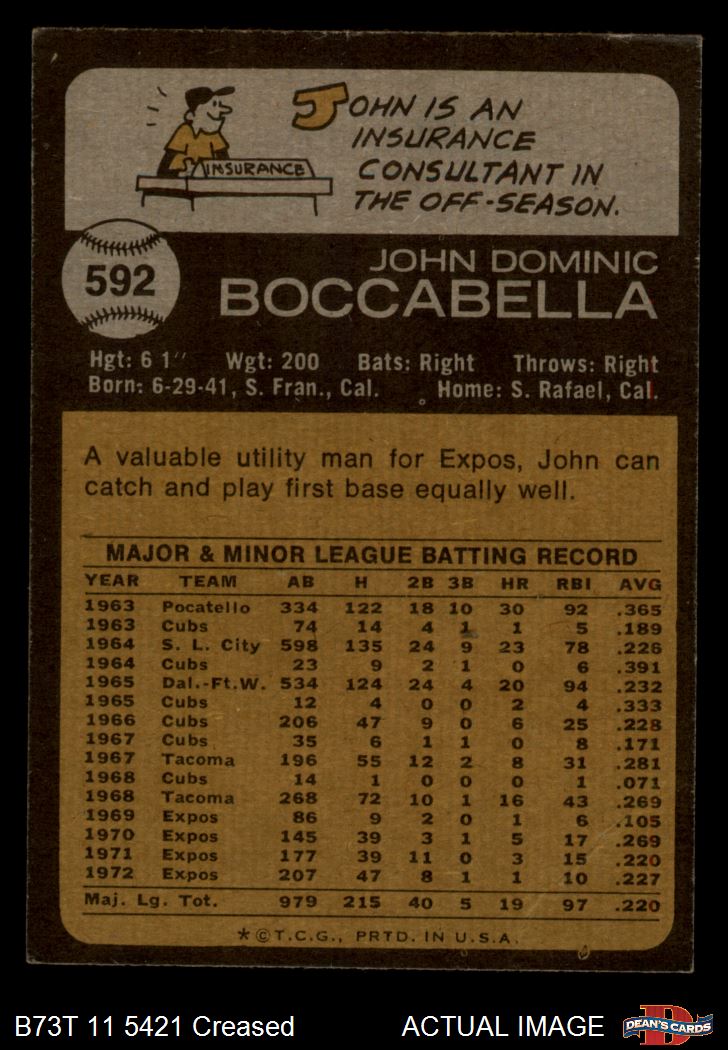 JOHN IS AN
INSURANCE
CONSULTANT IN
THE OFF-SEASON.
INSURANCE
592
JOHN DOMINIC
BOCCABELLA
Hgt: 6 1" Wgt: 200 Bats: Right Throws: Right
Born: 6-29-41, S. Fran., Cal. Home: S. Rafael, Cal.
A valuable utility man for Expos, John can
catch and play first base equally well.
MAJOR & MINOR LEAGUE BATTING RECORD
YEAR TEAM AB H 2B 3B HR RBI AVG
1963 Pocatello 334 122 18 10 30 92 .365
1963 Cubs 74 14 4 1 1 5 .189
1964 S. L. City 598 135 24 9 23 78 .226
1964 Cubs 23 9 2 1 0 6 .391
1965 Dal.-Ft.W. 534 124 24 4 20 94 .232
1965 Cubs 12 4 0 0 2 4 .333
1966 Cubs 206 47 9 0 6 25 .228
1967 Cubs 35 6 1 1 0 8 .171
1967 Tacoma 196 55 12 2 8 31 .281
1968 Cubs 14 1 0 0 0 1 .071
1968 Tacoma 268 72 10 1 16 43 .269
1969 Expos 86 9 2 0 1 6 .105
1970 Expos 145 39 3 1 5 17 .269
1971 Expos 177 39 11 0 3 15 .220
1972 Expos 207 47 8 1 1 10 .227
Maj. Lg. Tot. 979 215 40 5 19 97 .220
*©T.C.G., PRTD. IN U.S.A.
B73T 11 5421 Creased ACTUAL IMAGE
D
DEAN'S CARDS